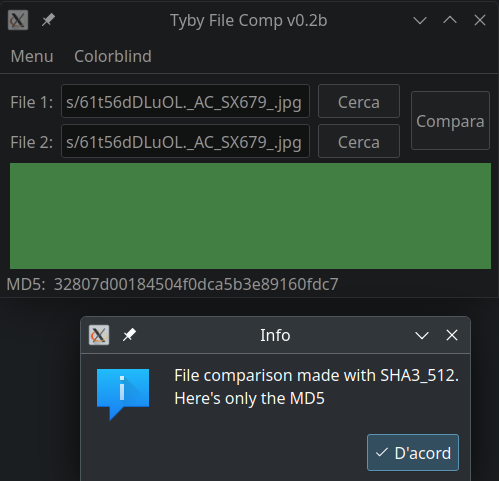 Tyby File Comp v0.2b
Menu Colorblind
File 1: s/61t56dDLuOL._AC_SX679_.jpg Cerca
Compara
File 2: s/61t56dDLuOL._AC_SX679_.jpg Cerca
MD5: 32807d00184504f0dca5b3e89160fdc7
Info
File comparison made with SHA3_512.
Here's only the MD5
D'acord